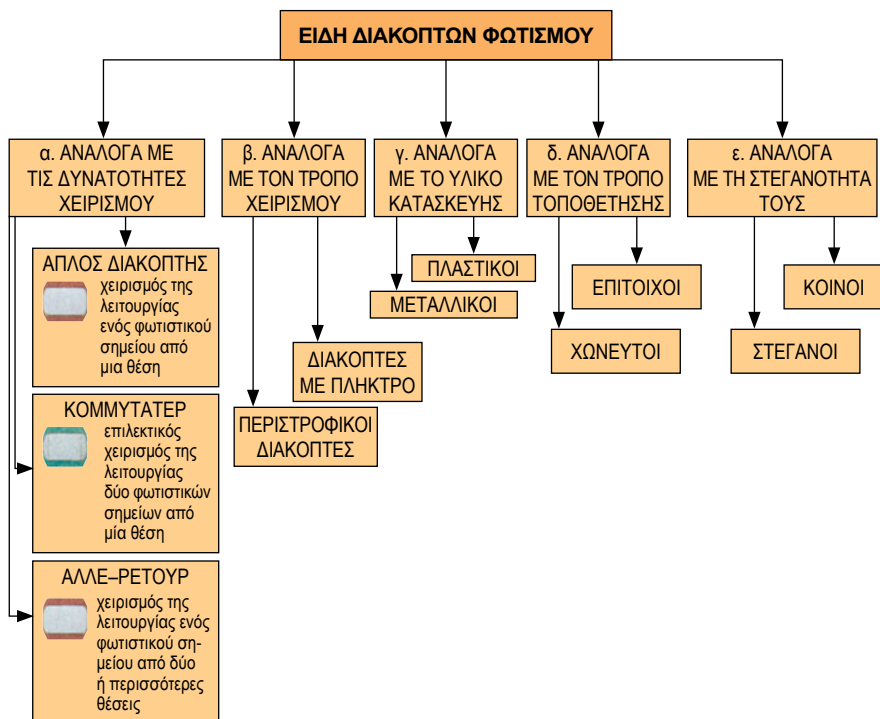 ΕΙΔΗ ΔΙΑΚΟΠΤΩΝ ΦΩΤΙΣΜΟΥ
α. ΑΝΑΛΟΓΑ ΜΕ
ΤΙΣ ΔΥΝΑΤΟΤΗΤΕΣ
ΧΕΙΡΙΣΜΟΥ
ΑΠΛΟΣ ΔΙΑΚΟΠΤΗΣ
χειρισμός της
λειτουργίας
ενός φωτιστικού
σημείου από
μια θέση
ΚΟΜΜΥΤΑΤΕΡ
επιλεκτικός
χειρισμός της
λειτουργίας
δύο φωτιστικών
σημείων από
μία θέση
ΑΛΛΕ–ΡΕΤΟΥΡ
χειρισμός της
λειτουργίας ενός
φωτιστικού ση-
μείου από δύο
ή περισσότερες
θέσεις
β. ΑΝΑΛΟΓΑ
ΜΕ ΤΟΝ ΤΡΟΠΟ
ΧΕΙΡΙΣΜΟΥ
ΔΙΑΚΟΠΤΕΣ
ΜΕ ΠΛΗΚΤΡΟ
ΠΕΡΙΣΤΡΟΦΙΚΟΙ
ΔΙΑΚΟΠΤΕΣ
γ. ΑΝΑΛΟΓΑ
ΜΕ ΤΟ ΥΛΙΚΟ
ΚΑΤΑΣΚΕΥΗΣ
ΠΛΑΣΤΙΚΟΙ
ΜΕΤΑΛΛΙΚΟΙ
δ. ΑΝΑΛΟΓΑ
ΜΕ ΤΟΝ ΤΡΟΠΟ
ΤΟΠΟΘΕΤΗΣΗΣ
ΕΠΙΤΟΙΧΟΙ
ΧΩΝΕΥΤΟΙ
ε. ΑΝΑΛΟΓΑ
ΜΕ ΤΗ ΣΤΕΓΑΝΟΤΗΤΑ
ΤΟΥΣ
ΚΟΙΝΟΙ
ΣΤΕΓΑΝΟΙ